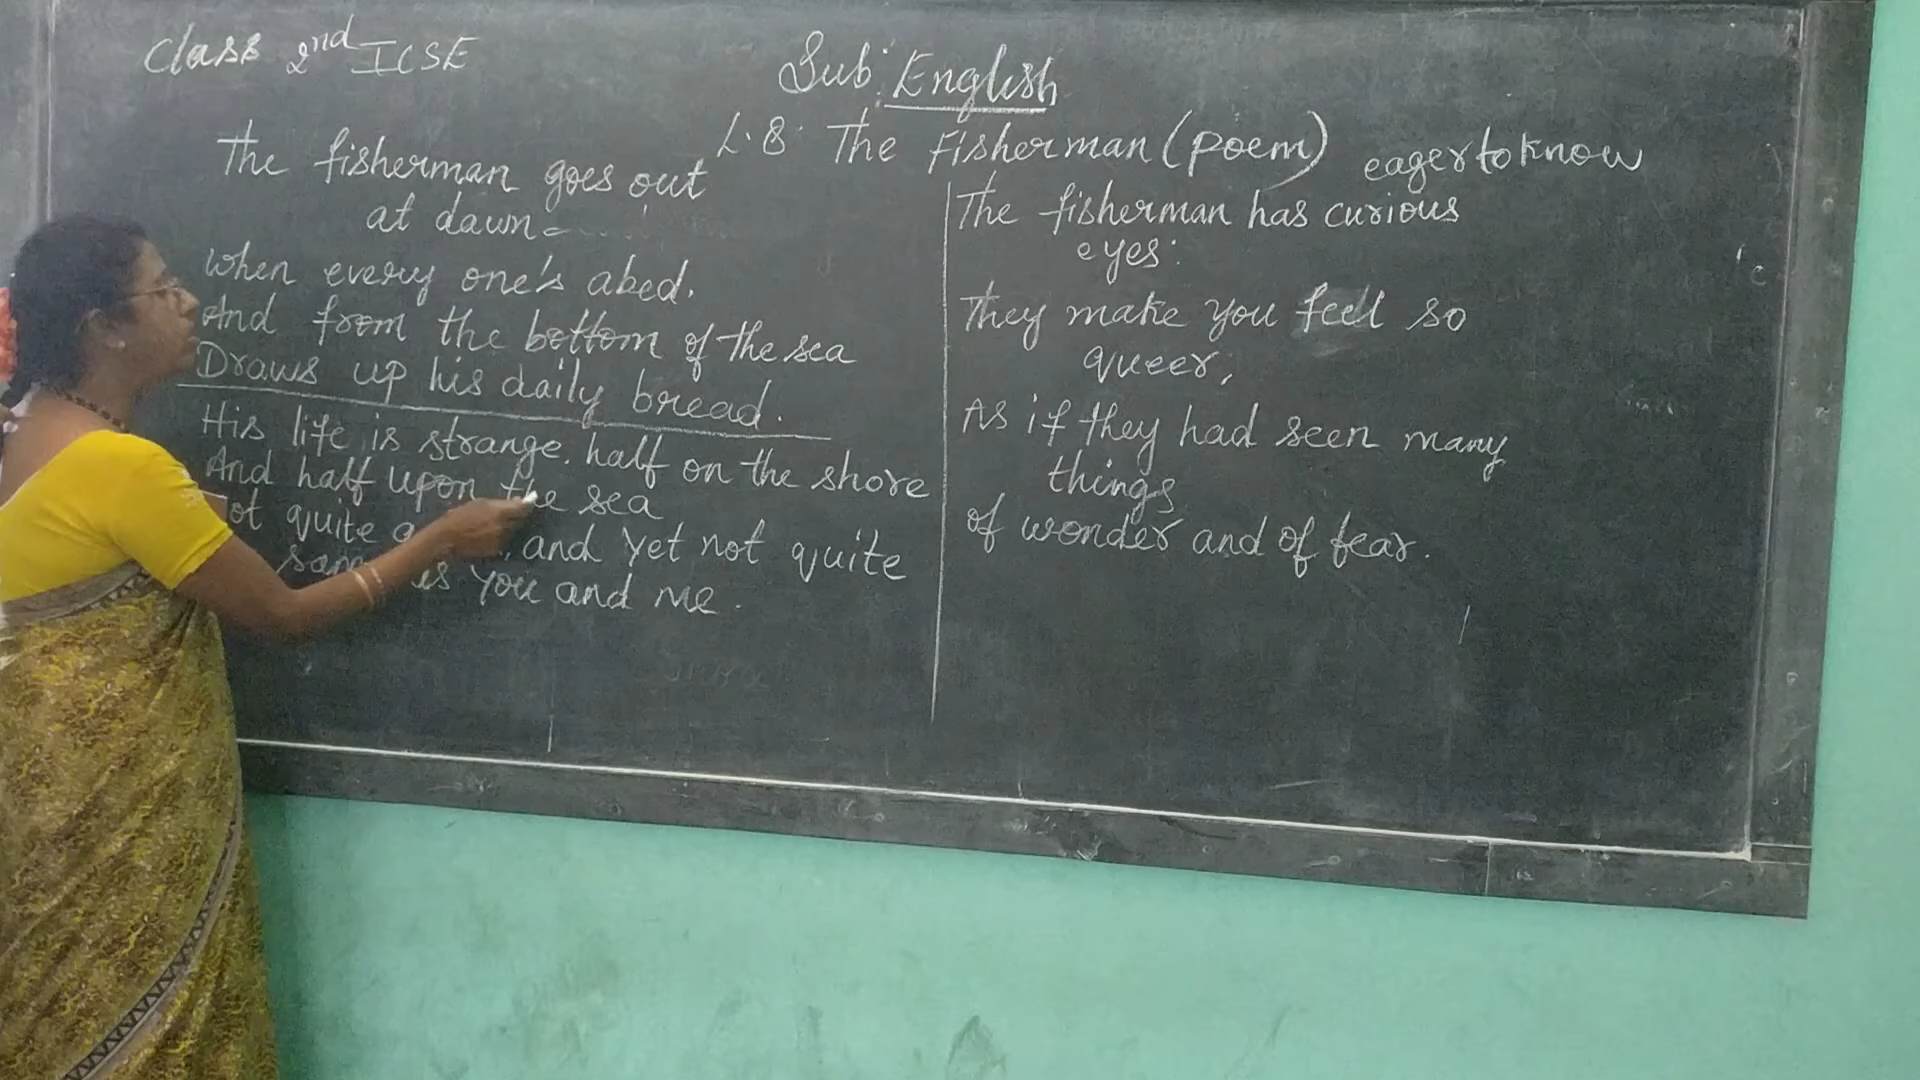 Class 2nd ICSE
Sub: English
L.8. The Fisherman (poem)
The fisherman goes out
at dawn
When every one's abed,
And from the bottom of the sea
Draws up his daily bread.
His life is strange, half on the shore
And half upon the sea
ot quite and yet not quite
as you and me.
eager to know
The fisherman has curious
eyes:
They make you feel so
queer,
As if they had seen many
things
of wonder and of fear.